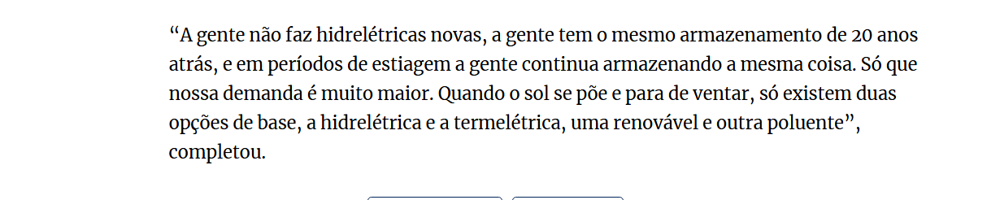 “A gente não faz hidrelétricas novas, a gente tem o mesmo armazenamento de 20 anos
atrás, e em períodos de estiagem a gente continua armazenando a mesma coisa. Só que
nossa demanda é muito maior. Quando o sol se põe e para de ventar, só existem duas
opções de base, a hidrelétrica e a termelétrica, uma renovável e outra poluente”,
completou.